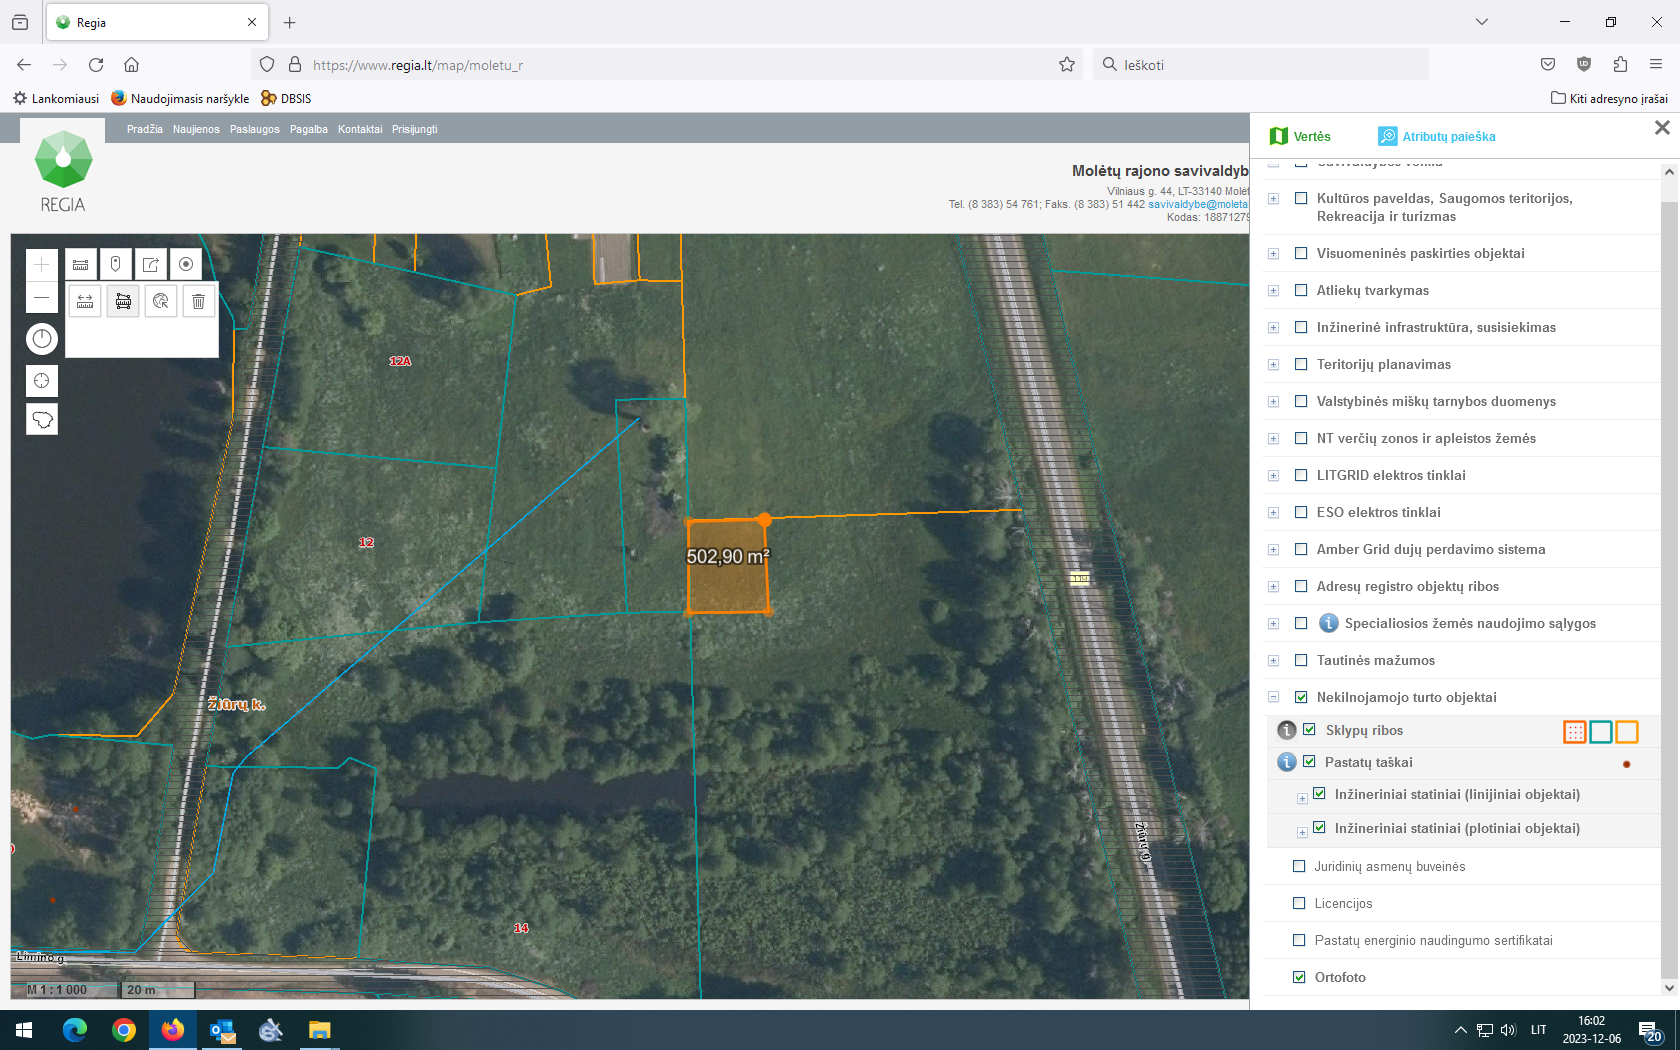 Regia
https://www.regia.lt/map/moletu_r
Ieškoti
Lankomiausi
Naudojimasis naršykle
DBSIS
Kiti adresyno įrašai
Pradžia Naujienos Paslaugos Pagalba Kontaktai Prisijungti
REGIA
Molėtų rajono savivaldyb
Vilniaus g. 44, LT-33140 Molėt
Tel. (8 383) 54 761; Faks. (8 383) 51 442 savivaldybe@moleta
Kodas: 18871279
Vertės
Atributų paieška
Savivaldybės veikla
Kultūros paveldas, Saugomos teritorijos,
Rekreacija ir turizmas
Visuomeninės paskirties objektai
Atliekų tvarkymas
Inžinerinė infrastruktūra, susisiekimas
Teritorijų planavimas
Valstybinės miškų tarnybos duomenys
NT verčių zonos ir apleistos žemės
LITGRID elektros tinklai
ESO elektros tinklai
Amber Grid dujų perdavimo sistema
Adresų registro objektų ribos
Specialiosios žemės naudojimo sąlygos
Tautinės mažumos
Nekilnojamojo turto objektai
Sklypų ribos
Pastatų taškai
Inžineriniai statiniai (linijiniai objektai)
Inžineriniai statiniai (plotiniai objektai)
Juridinių asmenų buveinės
Licencijos
Pastatų energinio naudingumo sertifikatai
Ortofoto
12A
12
502,90 m²
Žiūrų k.
Žiūrų g.
14
Limino g
M 1 : 1 000
20 m
LIT
16:02
2023-12-06
20